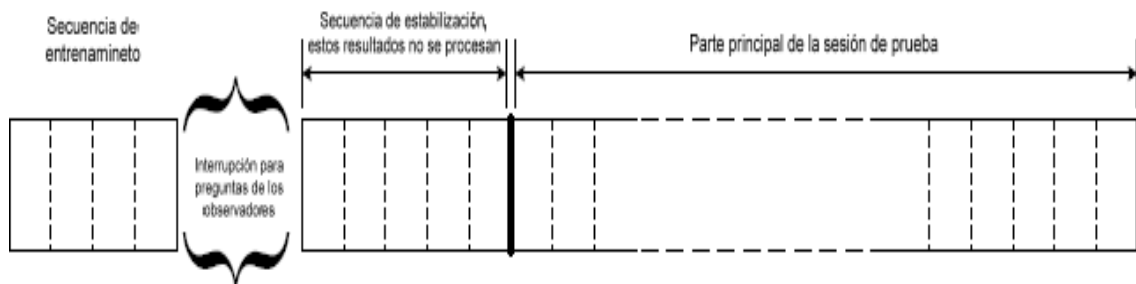 Secuencia de
entrenamineto
Secuencia de estabilización,
estos resultados no se procesan
Parte principal de la sesión de prueba
Interrupción para
preguntas de los
observadores